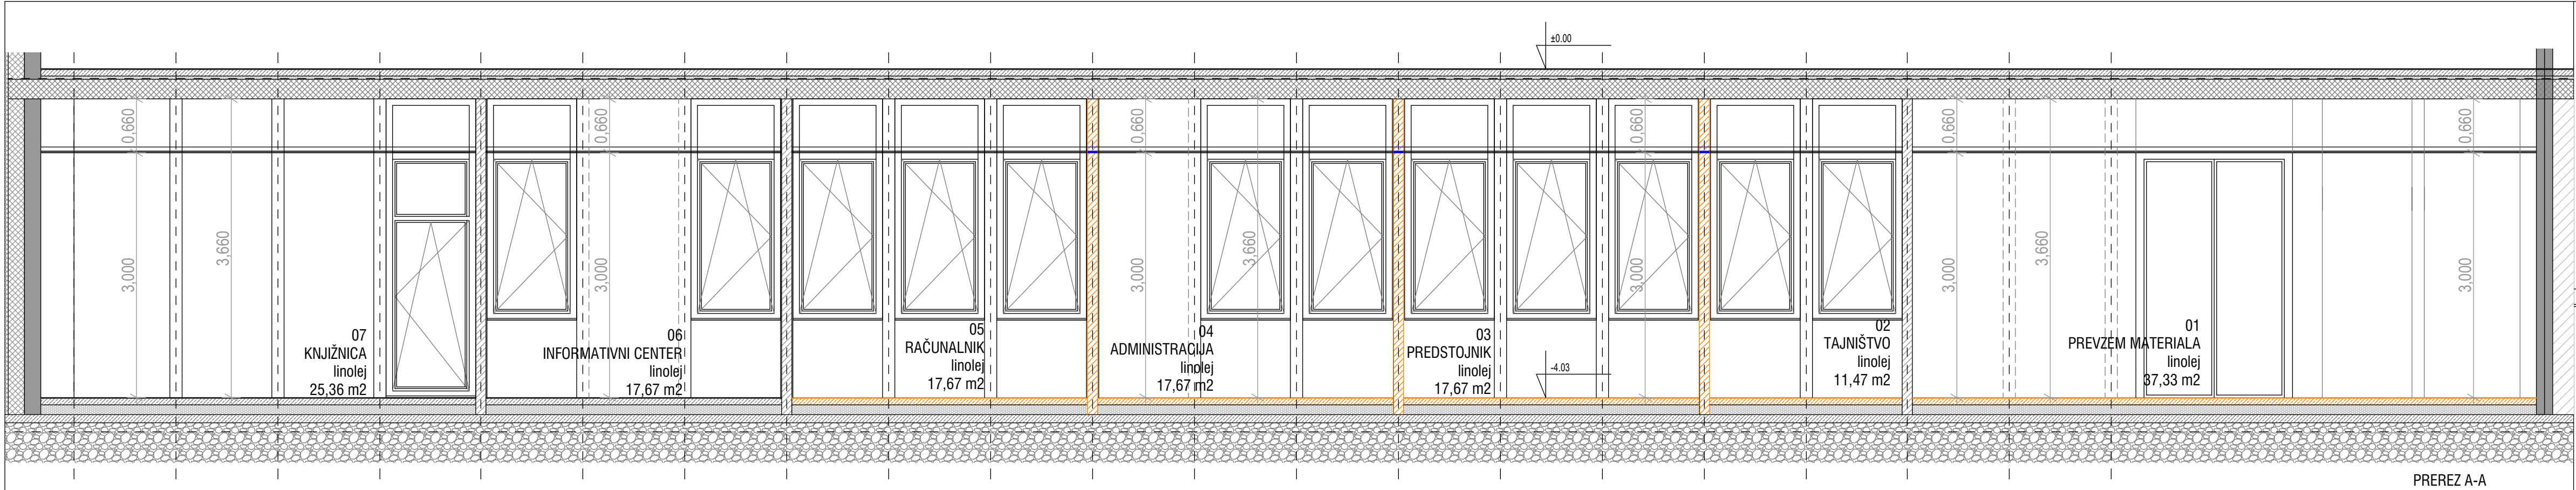 ±0.00
0,660
0,660
0,660
0,660
0,660
0,660
3,660
3,000
3,000
3,000
3,660
3,000
3,000
3,660
3,000
07
KNJIŽNICA
linolej
25,36 m2
06
INFORMATIVNI CENTER
linolej
17,67 m2
05
RAČUNALNIK
linolej
17,67 m2
04
ADMINISTRACIJA
linolej
17,67 m2
03
PREDSTOJNIK
linolej
17,67 m2
-4.03
02
TAJNIŠTVO
linolej
11,47 m2
01
PREVZEM MATERIALA
linolej
37,33 m2
PREREZ A-A